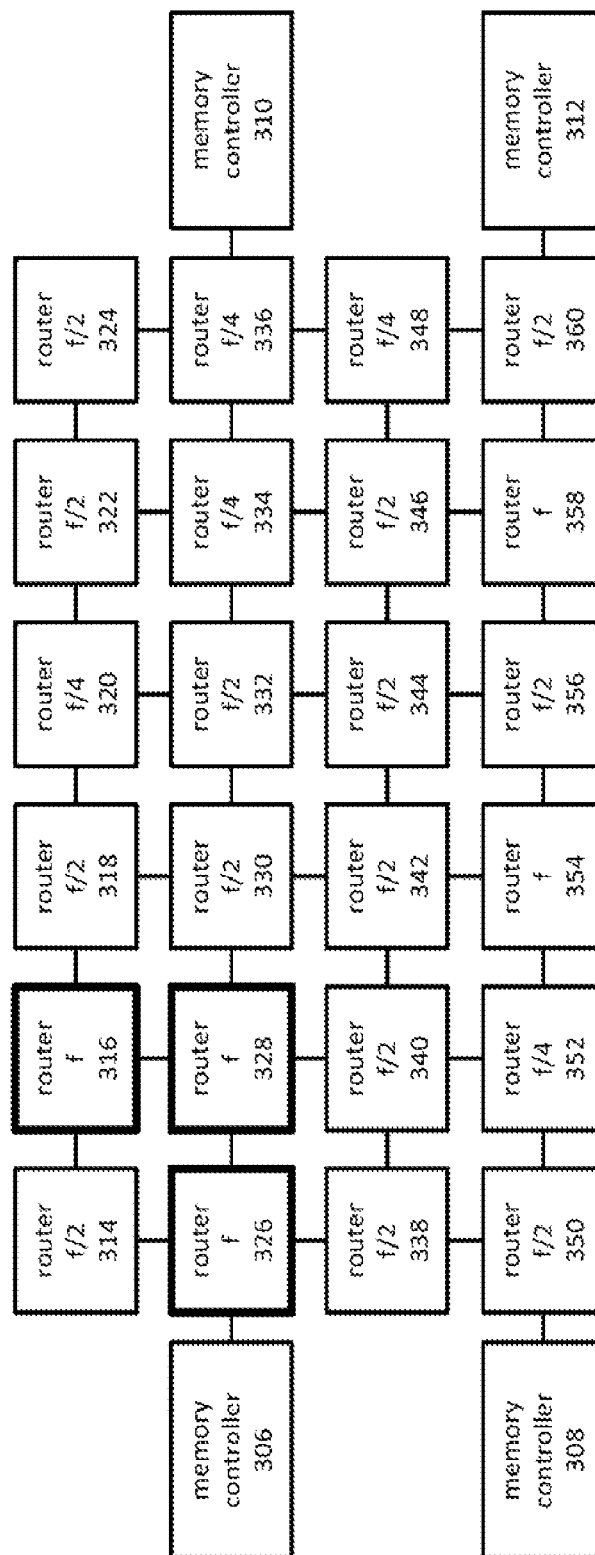 router
f/2
314
router
f
316
router
f/2
318
router
f/4
320
router
f/2
322
router
f/2
324
memory
controller
306
router
f
326
router
f
328
router
f/2
330
router
f/2
332
router
f/4
334
router
f/4
336
memory
controller
310
router
f/2
338
router
f/2
340
router
f/2
342
router
f/2
344
router
f/2
346
router
f/4
348
memory
controller
308
router
f/2
350
router
f/4
352
router
f
354
router
f/2
356
router
f
358
router
f/2
360
memory
controller
312